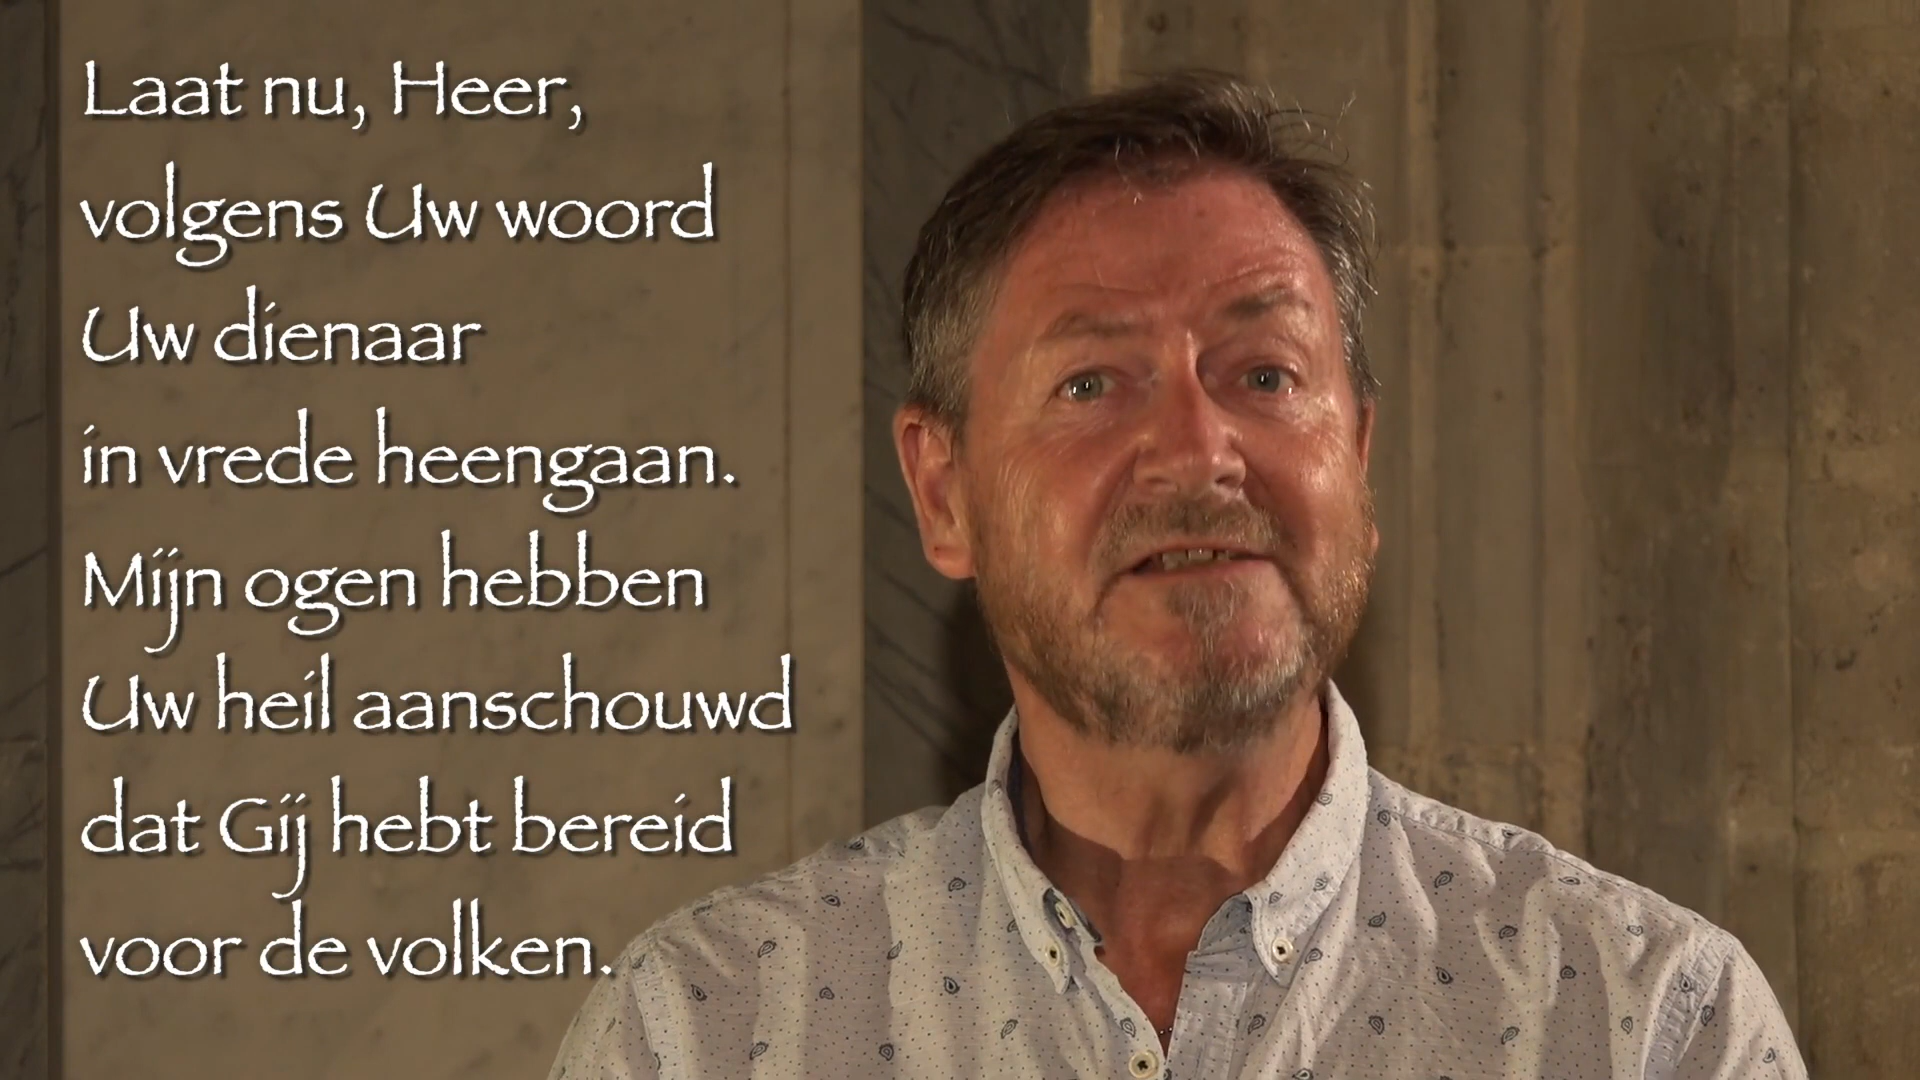 Laat nu, Heer,
volgens Uw woord
Uw dienaar
in vrede heengaan.
Mijn ogen hebben
Uw heil aanschouwd
dat Gij hebt bereid
voor de volken.